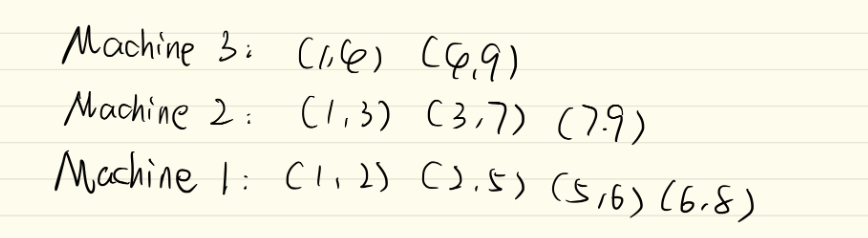 Machine 3: (1,6) (6,9)
Machine 2: (1,3) (3,7) (7.9)
Machine 1: (1,2) (2.5) (5,6) (6.8)